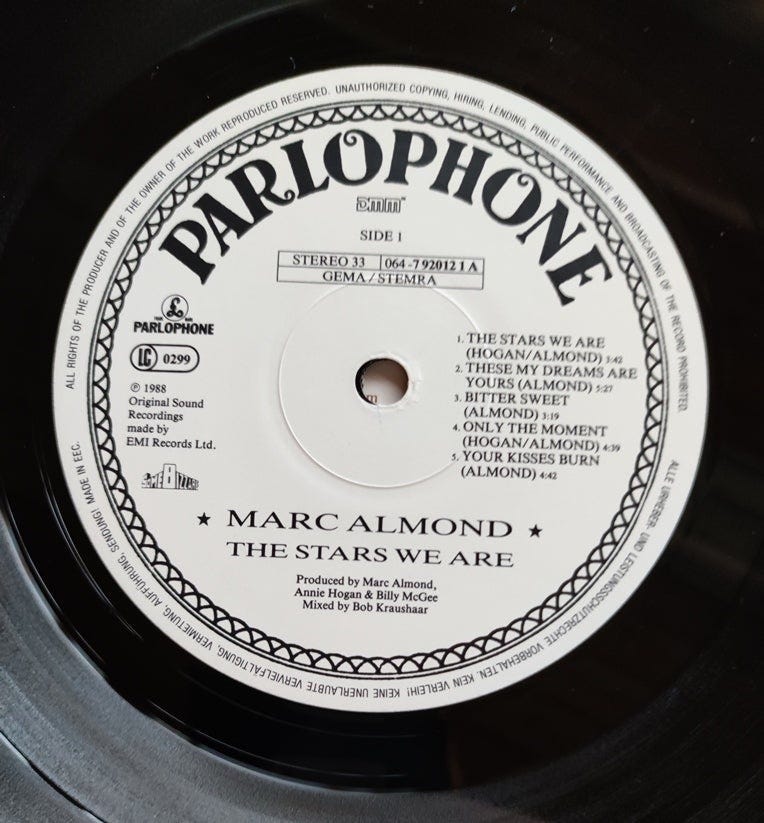 ALL RIGHTS OF THE PRODUCER AND OF THE OWNER OF THE WORK REPRODUCED RESERVED. UNAUTHORIZED COPYING, HIRING, LENDING, PUBLIC PERFORMANCE AND BROADCASTING OF THE RECORD PROHIBITED.
PARLOPHONE
DMM
SIDE 1
STEREO 33 064-7 92012 1 A
GEMA/STEMRA
TRADE MARK
PARLOPHONE
LC 0299
℗ 1988
Original Sound
Recordings
made by
EMI Records Ltd.
SOME BIZZARE
1. THE STARS WE ARE
(HOGAN/ALMOND) 3:42
2. THESE MY DREAMS ARE
YOURS (ALMOND) 5:27
3. BITTER SWEET
(ALMOND) 3:19
4. ONLY THE MOMENT
(HOGAN/ALMOND) 4:39
5. YOUR KISSES BURN
(ALMOND) 4:42
★ MARC ALMOND ★
THE STARS WE ARE
Produced by Marc Almond,
Annie Hogan & Billy McGee
Mixed by Bob Kraushaar
ALLE URHEBER- UND LEISTUNGSSCHUTZRECHTE VORBEHALTEN. KEIN VERLEIH! KEINE UNERLAUBTE VERVIELFÄLTIGUNG, VERMIETUNG, AUFFÜHRUNG, SENDUNG! MADE IN EEC.